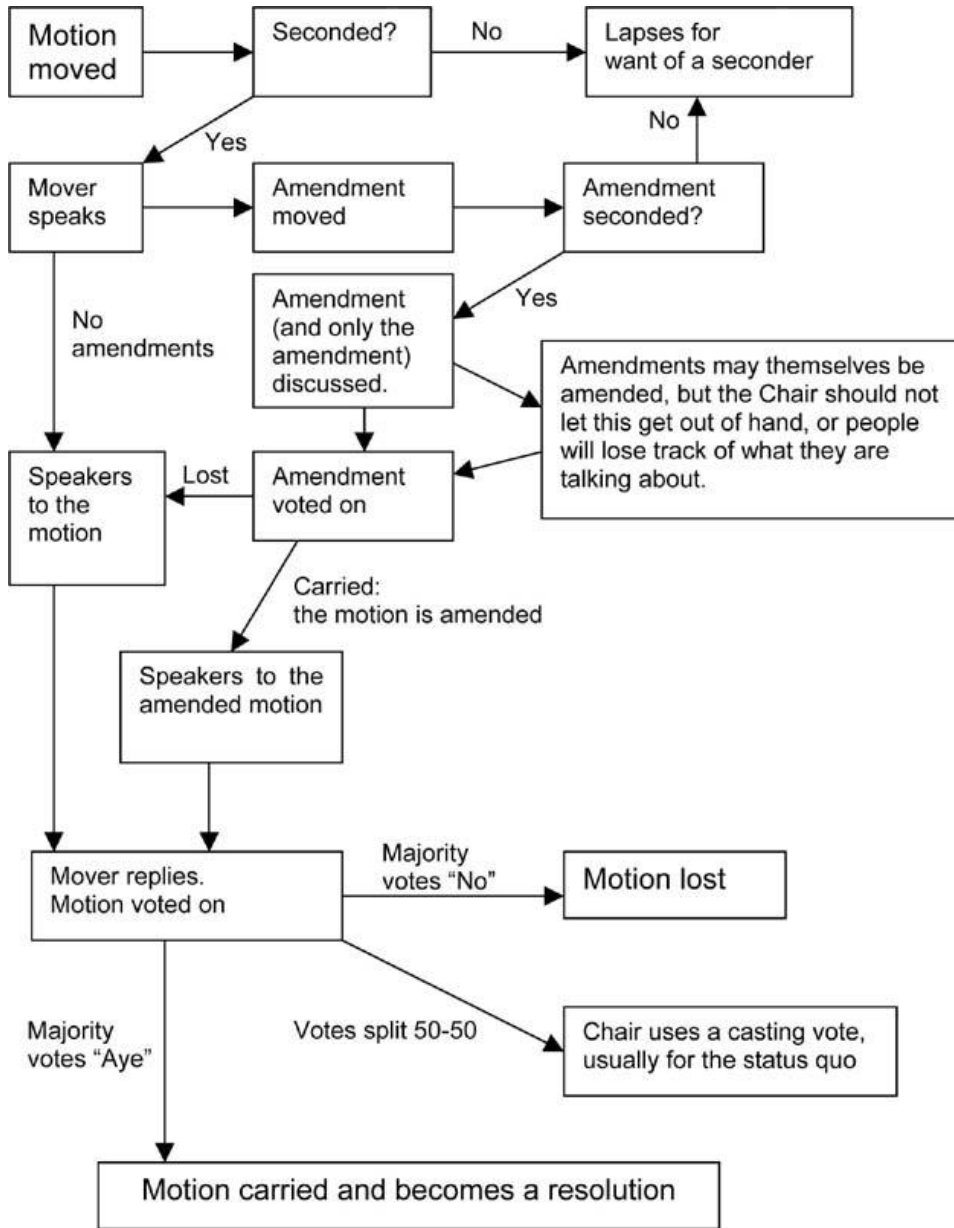 Motion
moved
Seconded?
No
Lapses for
want of a seconder
Yes
No
Mover
speaks
Amendment
moved
Amendment
seconded?
No
amendments
Amendment
(and only the
amendment)
discussed.
Yes
Amendments may themselves be
amended, but the Chair should not
let this get out of hand, or people
will lose track of what they are
talking about.
Speakers
to the
motion
Lost
Amendment
voted on
Carried:
the motion is amended
Speakers to the
amended motion
Mover replies.
Motion voted on
Majority
votes “No”
Motion lost
Majority
votes “Aye”
Votes split 50-50
Chair uses a casting vote,
usually for the status quo
Motion carried and becomes a resolution